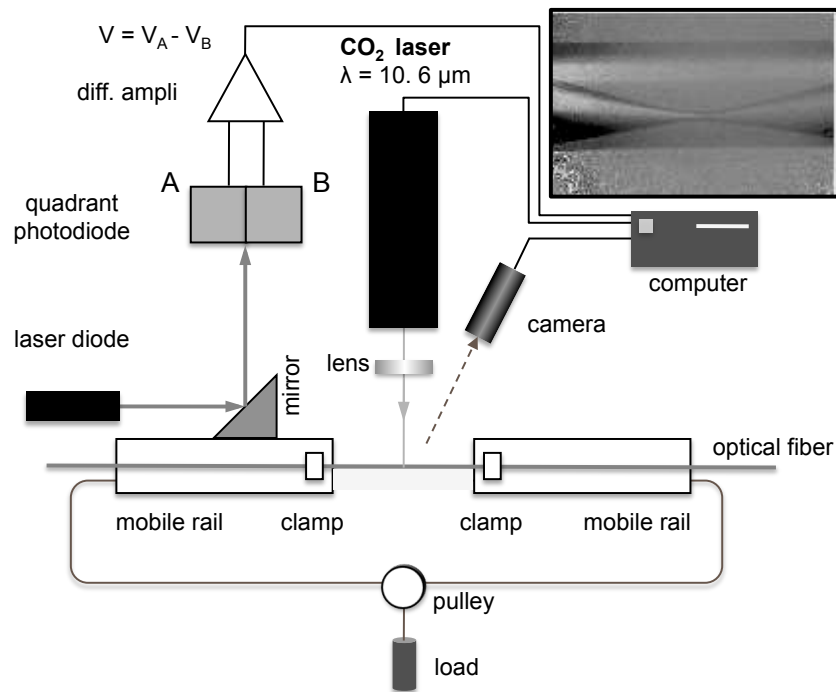 V = V_A - V_B
diff. ampli
CO₂ laser
λ = 10. 6 µm
A
B
quadrant
photodiode
computer
camera
laser diode
lens
mirror
optical fiber
mobile rail
clamp
clamp
mobile rail
pulley
load